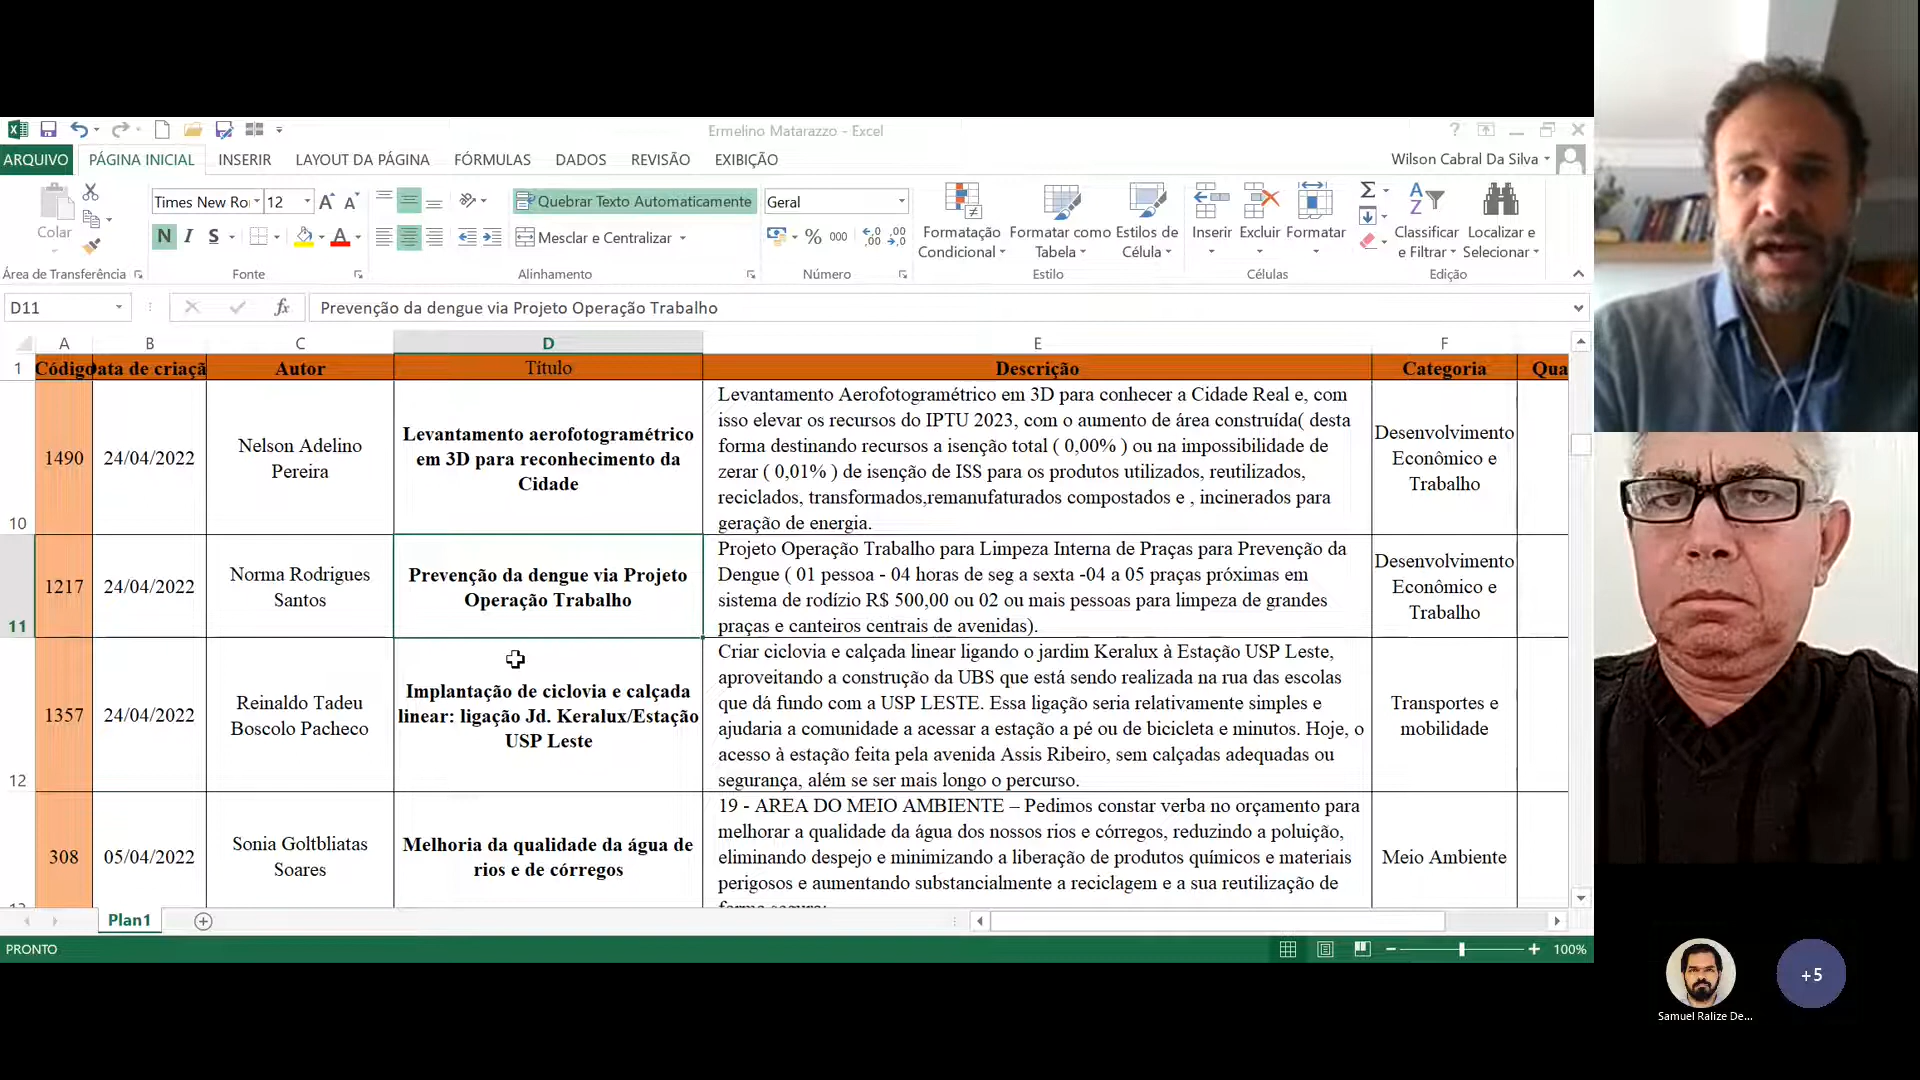 Ermelino Matarazzo - Excel
ARQUIVO PÁGINA INICIAL INSERIR LAYOUT DA PÁGINA FÓRMULAS DADOS REVISÃO EXIBIÇÃO Wilson Cabral Da Silva
Colar
Times New Ro 12
N I S
Quebrar Texto Automaticamente
Mesclar e Centralizar
Geral
% 000
Formatação Condicional
Formatar como Tabela
Estilos de Célula
Inserir Excluir Formatar
Classificar e Filtrar
Localizar e Selecionar
Área de Transferência Fonte Alinhamento Número Estilo Células Edição
D11 fx Prevenção da dengue via Projeto Operação Trabalho
A B C D E F
1 Código ata de criaçã Autor Título Descrição Categoria Qua
10
1490
24/04/2022
Nelson Adelino
Pereira
Levantamento aerofotogramétrico
em 3D para reconhecimento da
Cidade
Levantamento Aerofotogramétrico em 3D para conhecer a Cidade Real e, com
isso elevar os recursos do IPTU 2023, com o aumento de área construída( desta
forma destinando recursos a isenção total ( 0,00% ) ou na impossibilidade de
zerar ( 0,01% ) de isenção de ISS para os produtos utilizados, reutilizados,
reciclados, transformados,remanufaturados compostados e , incinerados para
geração de energia.
Desenvolvimento
Econômico e
Trabalho
11
1217
24/04/2022
Norma Rodrigues
Santos
Prevenção da dengue via Projeto
Operação Trabalho
Projeto Operação Trabalho para Limpeza Interna de Praças para Prevenção da
Dengue ( 01 pessoa - 04 horas de seg a sexta -04 a 05 praças próximas em
sistema de rodízio R$ 500,00 ou 02 ou mais pessoas para limpeza de grandes
praças e canteiros centrais de avenidas).
Desenvolvimento
Econômico e
Trabalho
12
1357
24/04/2022
Reinaldo Tadeu
Boscolo Pacheco
Implantação de ciclovia e calçada
linear: ligação Jd. Keralux/Estação
USP Leste
Criar ciclovia e calçada linear ligando o jardim Keralux à Estação USP Leste,
aproveitando a construção da UBS que está sendo realizada na rua das escolas
que dá fundo com a USP LESTE. Essa ligação seria relativamente simples e
ajudaria a comunidade a acessar a estação a pé ou de bicicleta e minutos. Hoje, o
acesso à estação feita pela avenida Assis Ribeiro, sem calçadas adequadas ou
segurança, além se ser mais longo o percurso.
Transportes e
mobilidade
308
05/04/2022
Sonia Goltbliatas
Soares
Melhoria da qualidade da água de
rios e de córregos
19 - AREA DO MEIO AMBIENTE – Pedimos constar verba no orçamento para
melhorar a qualidade da água dos nossos rios e córregos, reduzindo a poluição,
eliminando despejo e minimizando a liberação de produtos químicos e materiais
perigosos e aumentando substancialmente a reciclagem e a sua reutilização de
Meio Ambiente
Plan1
PRONTO
100%
+5
Samuel Ralize De...